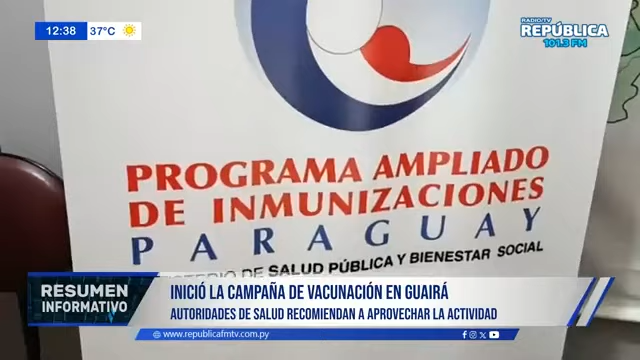 12:38 37°C
RADIO/TV
REPÚBLICA
101.3 FM
PROGRAMA AMPLIADO
DE INMUNIZACIONES
PARAGUAY
DE SALUD PÚBLICA Y BIENESTAR SOCIAL
RESUMEN
INFORMATIVO
INICIÓ LA CAMPAÑA DE VACUNACIÓN EN GUAIRÁ
AUTORIDADES DE SALUD RECOMIENDAN A APROVECHAR LA ACTIVIDAD
www.republicafmtv.com.py